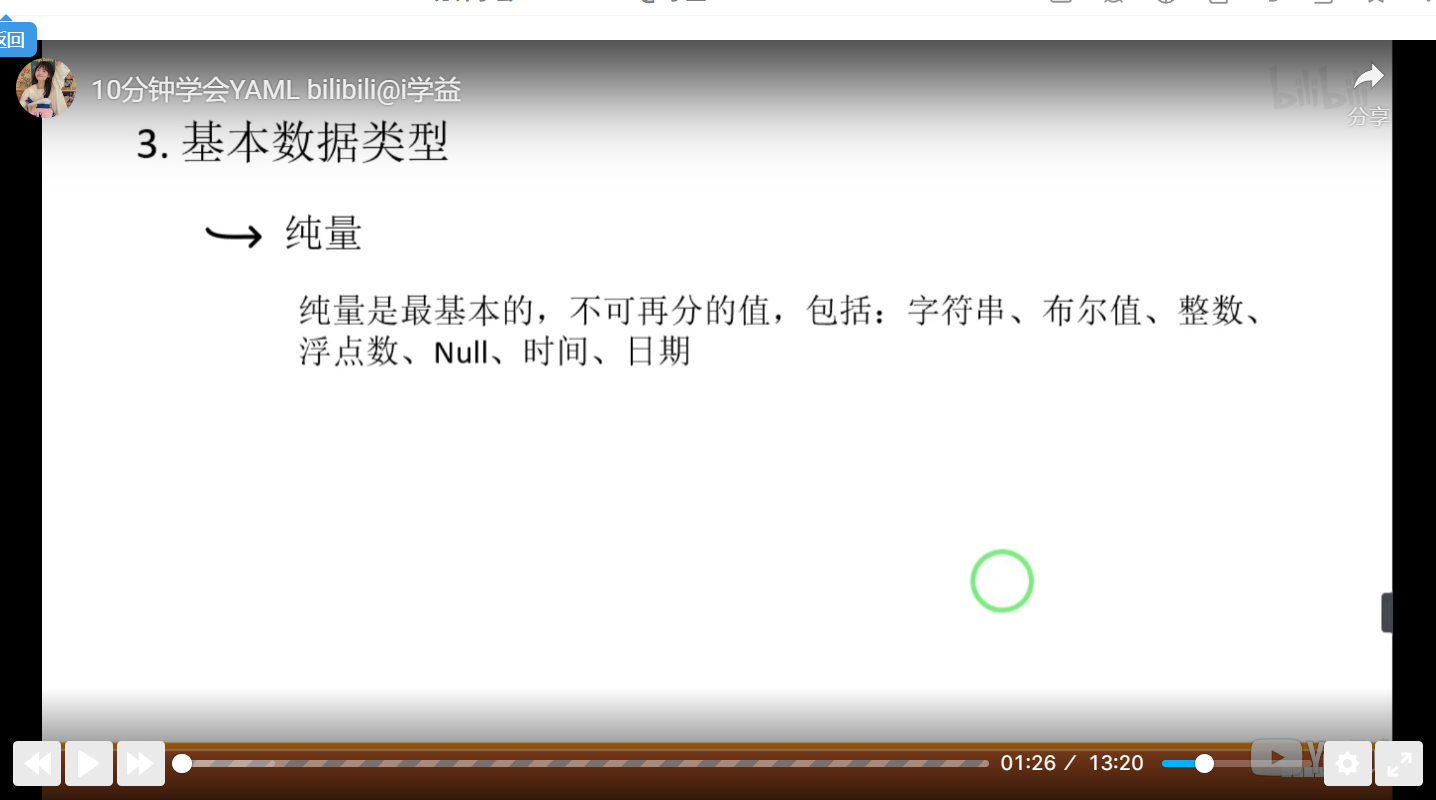 返回
10分钟学会YAML bilibili@i学益
bilibili
分享
3. 基本数据类型
纯量
纯量是最基本的，不可再分的值，包括：字符串、布尔值、整数、
浮点数、Null、时间、日期
01:26 / 13:20